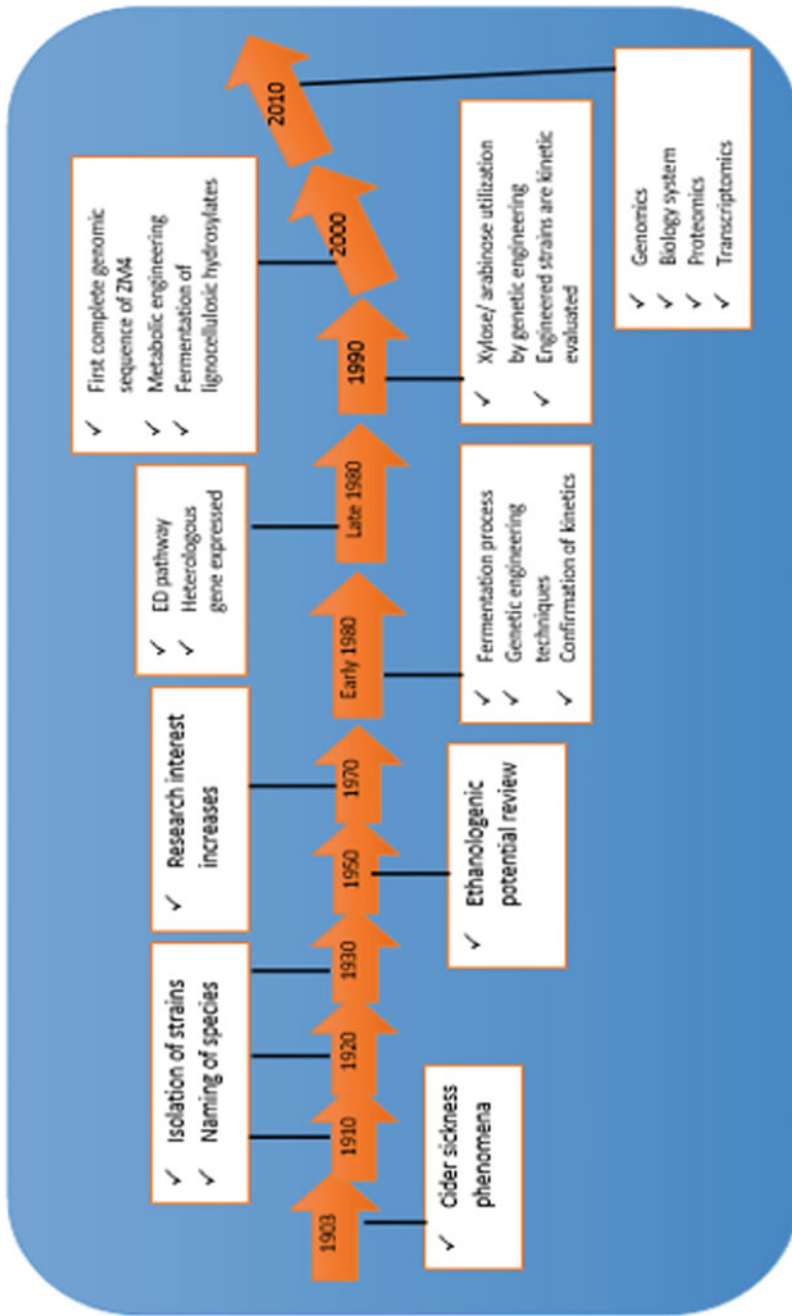 1903
✓ Cider sickness
phenomena
1910
1920
1930
✓ Isolation of strains
✓ Naming of species
1950
✓ Ethanologenic
potential review
1970
✓ Research interest
increases
Early 1980
✓ Fermentation process
✓ Genetic engineering
techniques
✓ Confirmation of kinetics
Late 1980
✓ ED pathway
✓ Heterologous
gene expressed
1990
✓ Xylose/ arabinose utilization
by genetic engineering
✓ Engineered strains are kinetic
evaluated
2000
✓ First complete genomic
sequence of ZM4
✓ Metabolic engineering
✓ Fermentation of
lignocellulosic hydrosylates
2010
✓ Genomics
✓ Biology system
✓ Proteomics
✓ Transcriptomics